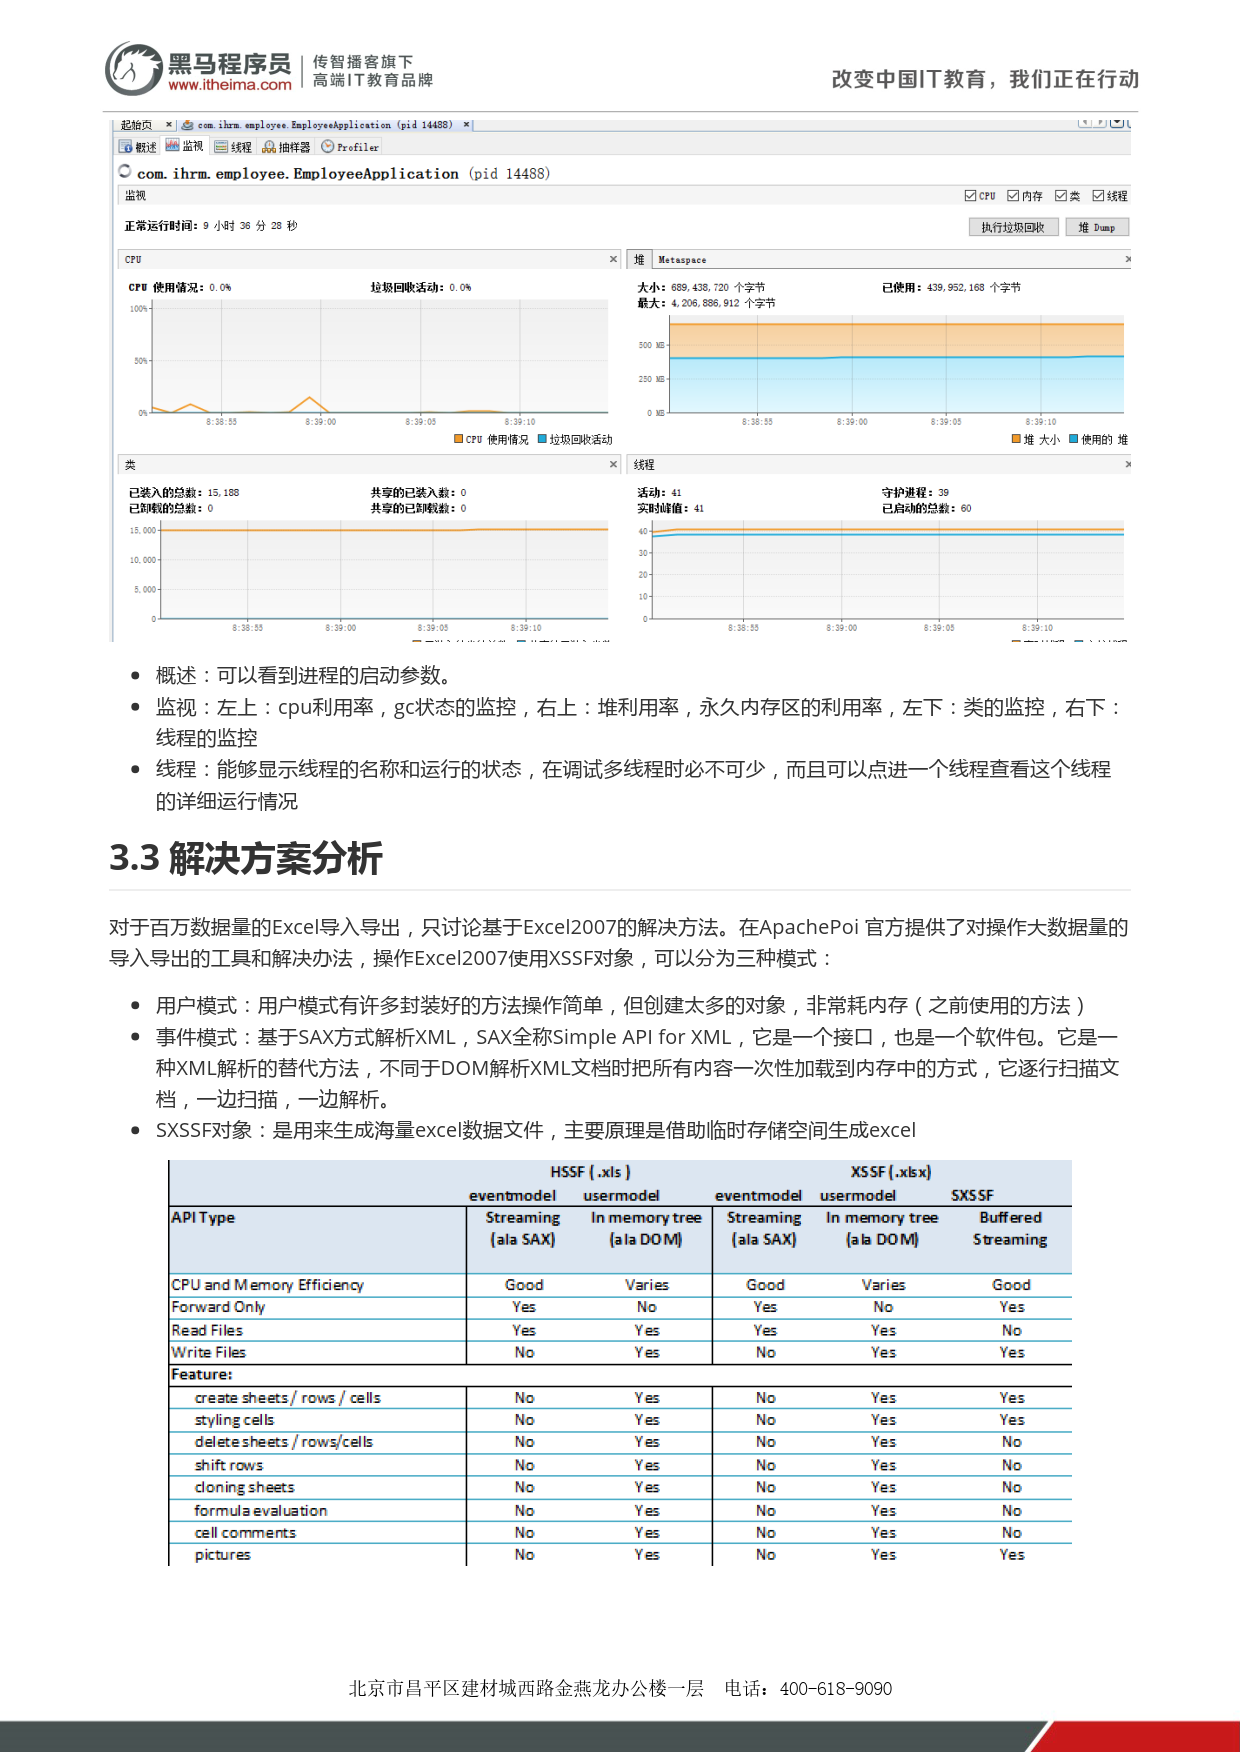 黑马程序员
www.itheima.com
传智播客旗下
高端IT教育品牌
改变中国IT教育，我们正在行动
起始页 × com.ihrm.employee.EmployeeApplication (pid 14488) ×
概述 监视 线程 抽样器 Profiler
com.ihrm.employee.EmployeeApplication (pid 14488)
监视 CPU 内存 类 线程
正常运行时间：9 小时 36 分 28 秒 执行垃圾回收 堆 Dump
CPU × 堆 Metaspace ×
CPU 使用情况：0.0% 垃圾回收活动：0.0% 大小：689,438,720 个字节 已使用：439,952,168 个字节
最大：4,206,886,912 个字节
100%
50%
0%
8:38:55 8:39:00 8:39:05 8:39:10
CPU 使用情况 垃圾回收活动
500 MB
250 MB
0 MB
8:38:55 8:39:00 8:39:05 8:39:10
堆 大小 使用的 堆
类 × 线程 ×
已装入的总数：15,188 共享的已装入数：0 活动：41 守护进程：39
已卸载的总数：0 共享的已卸载数：0 实时峰值：41 已启动的总数：60
15,000
10,000
5,000
0
8:38:55 8:39:00 8:39:05 8:39:10
40
30
20
10
0
8:38:55 8:39:00 8:39:05 8:39:10
• 概述：可以看到进程的启动参数。
• 监视：左上：cpu利用率，gc状态的监控，右上：堆利用率，永久内存区的利用率，左下：类的监控，右下：
线程的监控
• 线程：能够显示线程的名称和运行的状态，在调试多线程时必不可少，而且可以点进一个线程查看这个线程
的详细运行情况
3.3 解决方案分析
对于百万数据量的Excel导入导出，只讨论基于Excel2007的解决方法。在ApachePoi 官方提供了对操作大数据量的
导入导出的工具和解决办法，操作Excel2007使用XSSF对象，可以分为三种模式：
• 用户模式：用户模式有许多封装好的方法操作简单，但创建太多的对象，非常耗内存（之前使用的方法）
• 事件模式：基于SAX方式解析XML，SAX全称Simple API for XML，它是一个接口，也是一个软件包。它是一
种XML解析的替代方法，不同于DOM解析XML文档时把所有内容一次性加载到内存中的方式，它逐行扫描文
档，一边扫描，一边解析。
• SXSSF对象：是用来生成海量excel数据文件，主要原理是借助临时存储空间生成excel
HSSF (.xls) XSSF (.xlsx)
eventmodel usermodel eventmodel usermodel SXSSF
API Type Streaming In memory tree Streaming In memory tree Buffered
(ala SAX) (ala DOM) (ala SAX) (ala DOM) Streaming
CPU and Memory Efficiency Good Varies Good Varies Good
Forward Only Yes No Yes No Yes
Read Files Yes Yes Yes Yes No
Write Files No Yes No Yes Yes
Feature:
create sheets / rows / cells No Yes No Yes Yes
styling cells No Yes No Yes Yes
delete sheets / rows/cells No Yes No Yes No
shift rows No Yes No Yes No
cloning sheets No Yes No Yes No
formula evaluation No Yes No Yes No
cell comments No Yes No Yes No
pictures No Yes No Yes Yes
北京市昌平区建材城西路金燕龙办公楼一层 电话：400-618-9090